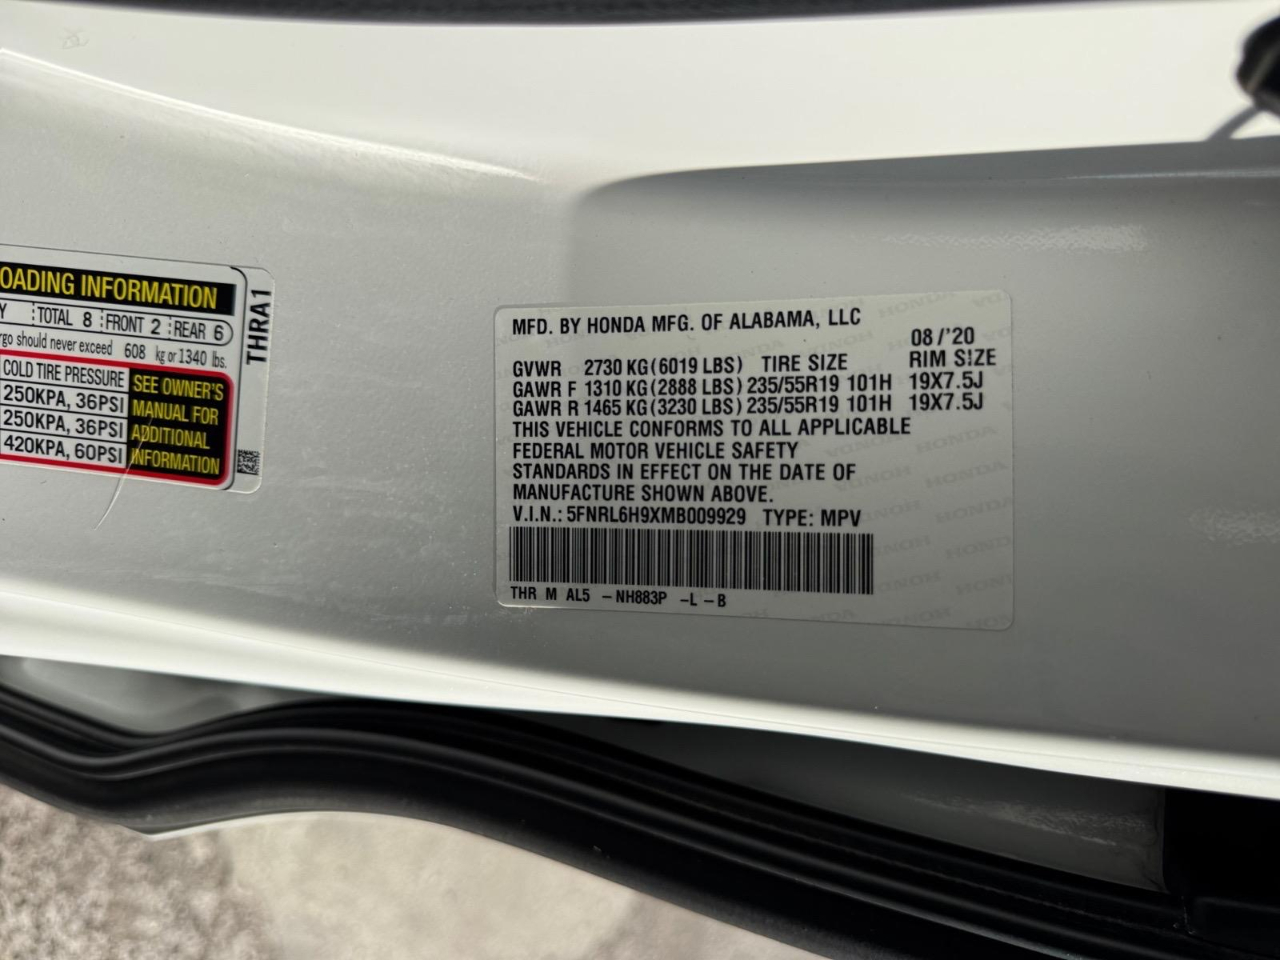 OADING INFORMATION
Y TOTAL 8 FRONT 2 REAR 6
rgo should never exceed 608 kg or 1340 lbs.
COLD TIRE PRESSURE
250KPA, 36PSI
250KPA, 36PSI
420KPA, 60PSI
SEE OWNER'S
MANUAL FOR
ADDITIONAL
INFORMATION
THRA1
MFD. BY HONDA MFG. OF ALABAMA, LLC
08/'20
GVWR 2730 KG (6019 LBS) TIRE SIZE RIM SIZE
GAWR F 1310 KG (2888 LBS) 235/55R19 101H 19X7.5J
GAWR R 1465 KG (3230 LBS) 235/55R19 101H 19X7.5J
THIS VEHICLE CONFORMS TO ALL APPLICABLE
FEDERAL MOTOR VEHICLE SAFETY
STANDARDS IN EFFECT ON THE DATE OF
MANUFACTURE SHOWN ABOVE.
V.I.N.: 5FNRL6H9XMB009929 TYPE: MPV
THR M AL5 -NH883P -L -B